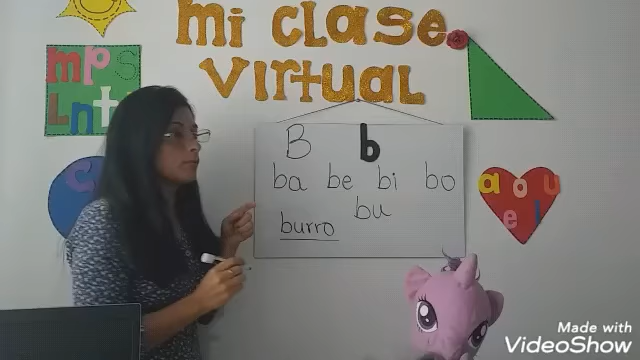 mi clase
virtual
m p s
L n t
B b
ba be bi bo
bu
burro
a o u
e i
Made with
VideoShow